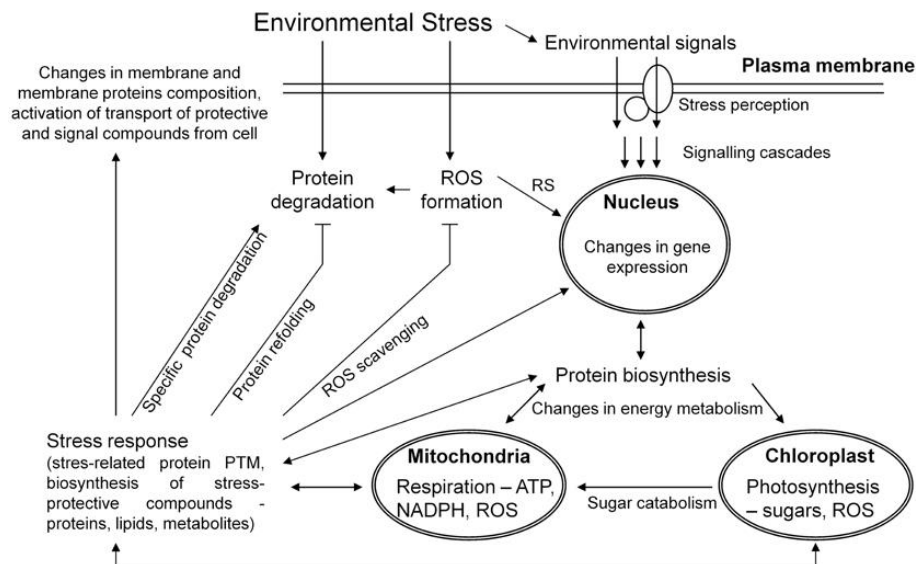 Environmental Stress
Environmental signals
Plasma membrane
Changes in membrane and
membrane proteins composition,
activation of transport of protective
and signal compounds from cell
Stress perception
Signalling cascades
Protein
degradation
ROS
formation
RS
Nucleus
Changes in gene
expression
Specific protein degradation
Protein refolding
ROS scavenging
Protein biosynthesis
Changes in energy metabolism
Stress response
(stres-related protein PTM,
biosynthesis of stress-
protective compounds -
proteins, lipids, metabolites)
Mitochondria
Respiration – ATP,
NADPH, ROS
Sugar catabolism
Chloroplast
Photosynthesis
– sugars, ROS